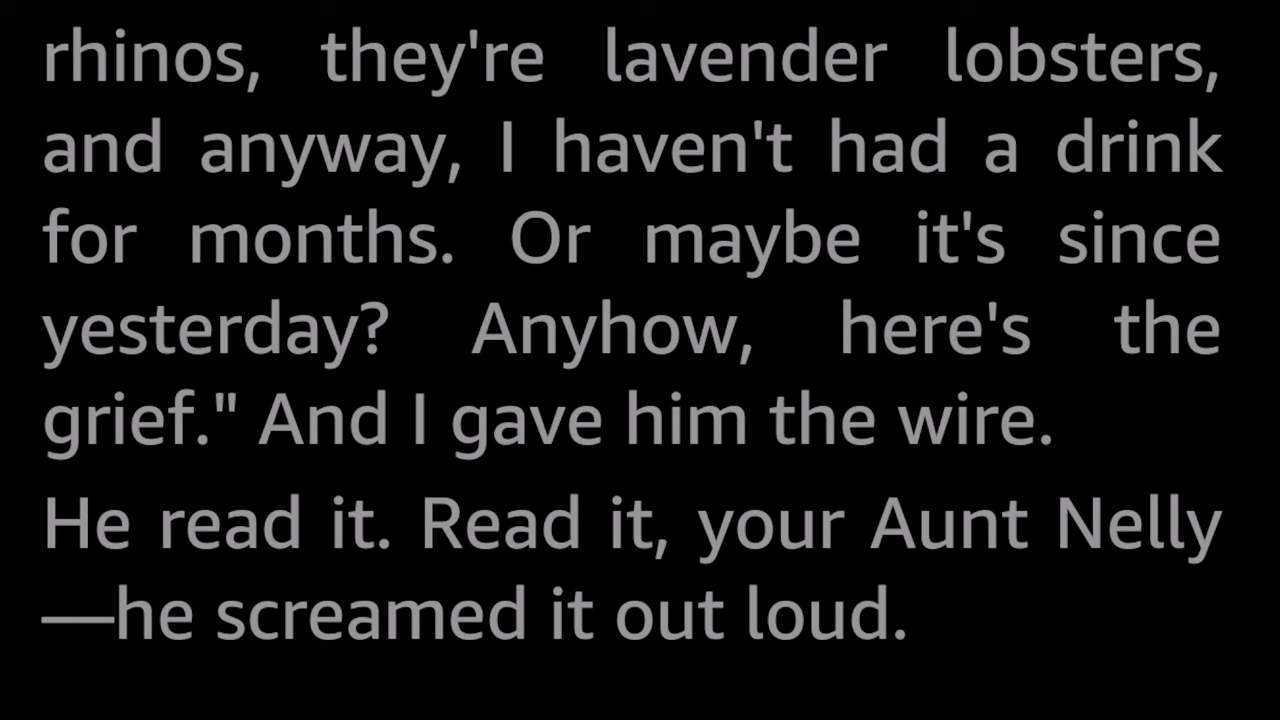 rhinos, they're lavender lobsters,
and anyway, I haven't had a drink
for months. Or maybe it's since
yesterday? Anyhow, here's the
grief." And I gave him the wire.
He read it. Read it, your Aunt Nelly
—he screamed it out loud.